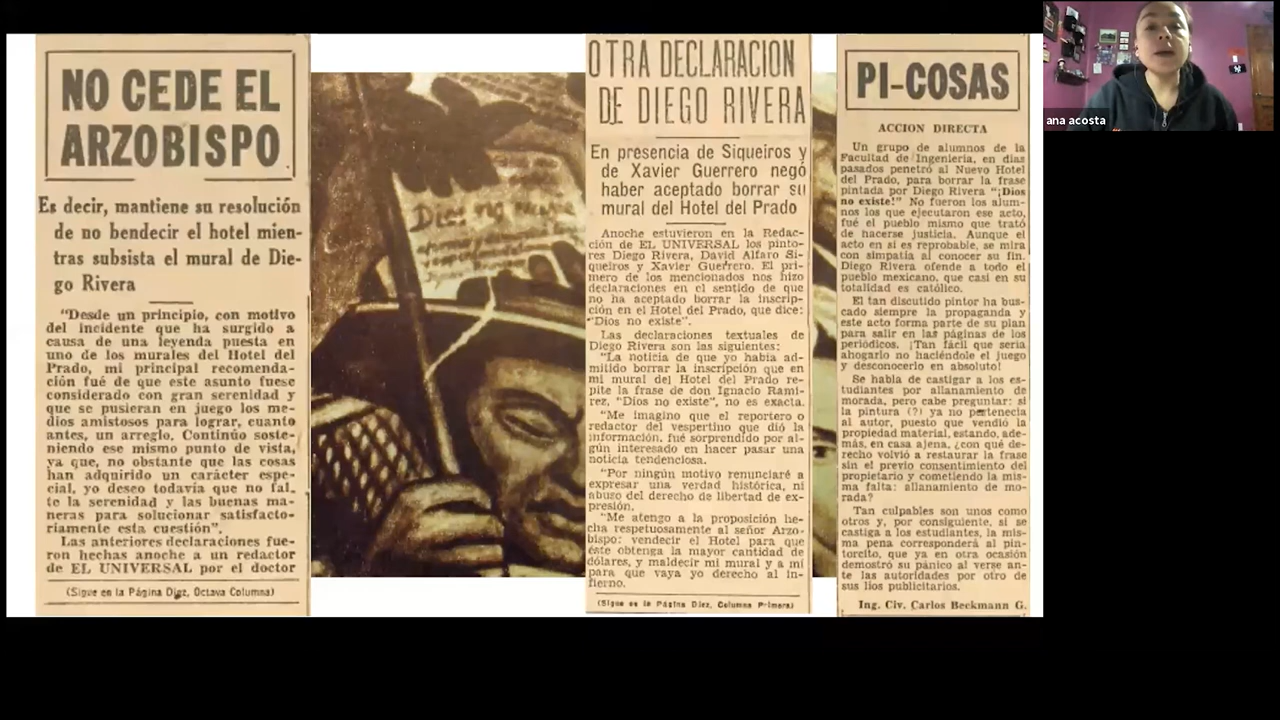 NO CEDE EL
ARZOBISPO
Es decir, mantiene su resolución
de no bendecir el hotel mien-
tras subsista el mural de Die-
go Rivera
"Desde un principio, con motivo
del incidente que ha surgido a
causa de una leyenda puesta en
uno de los murales del Hotel del
Prado, mi principal recomenda-
ción fué de que este asunto fuese
considerado con gran serenidad y
que se pusieran en juego los me-
dios amistosos para lograr, cuanto
antes, un arreglo. Continúo soste-
niendo ese mismo punto de vista,
ya que, no obstante que las cosas
han adquirido un carácter espe-
cial, yo deseo todavía que no fal-
te la serenidad y las buenas ma-
neras para solucionar satisfacto-
riamente esta cuestión".
Las anteriores declaraciones fue-
ron hechas anoche a un redactor
de EL UNIVERSAL por el doctor
(Sigue en la Página Diez, Octava Columna)
Dios no existe
OTRA DECLARACION
DE DIEGO RIVERA
En presencia de Siqueiros y
de Xavier Guerrero negó
haber aceptado borrar su
mural del Hotel del Prado
Anoche estuvieron en la Redac-
ción de EL UNIVERSAL los pinto-
res Diego Rivera, David Alfaro Si-
queiros y Xavier Guerrero. El pri-
mero de los mencionados nos hizo
declaraciones en el sentido de que
no ha aceptado borrar la inscrip-
ción en el Hotel del Prado, que dice:
"Dios no existe".
Las declaraciones textuales de
Diego Rivera son las siguientes:
"La noticia de que yo había ad-
mitido borrar la inscripción que en
mi mural del Hotel del Prado re-
pite la frase de don Ignacio Ramí-
rez, "Dios no existe", no es exacta.
"Me imagino que el reportero o
redactor del vespertino que dió la
información, fué sorprendido por al-
gún interesado en hacer pasar una
noticia tendenciosa.
"Por ningún motivo renunciaré a
expresar una verdad histórica, ni
abuso del derecho de libertad de ex-
presión.
"Me atengo a la proposición he-
cha respetuosamente al señor Arzo-
bispo: vendecir el Hotel para que
éste obtenga la mayor cantidad de
dólares, y maldecir mi mural y a mí
para que vaya yo derecho al in-
fierno.
(Sigue en la Página Diez, Columna Primera)
PI-COSAS
ACCION DIRECTA
Un grupo de alumnos de la
Facultad de Ingeniería, en días
pasados penetró al Nuevo Hotel
del Prado, para borrar la frase
pintada por Diego Rivera "¡Dios
no existe!" No fueron los alum-
nos los que ejecutaron ese acto,
fué el pueblo mismo que trató
de hacerse justicia. Aunque el
acto en sí es reprobable, se mira
con simpatía al conocer su fin.
Diego Rivera ofende a todo el
pueblo mexicano, que casi en su
totalidad es católico.
El tan discutido pintor ha bus-
cado siempre la propaganda y
este acto forma parte de su plan
para salir en las páginas de los
periódicos. ¡Tan fácil que sería
ahogarlo no haciéndole el juego
y desconocerlo en absoluto!
Se habla de castigar a los es-
tudiantes por allanamiento de
morada, pero cabe preguntar: si
la pintura (?) ya no pertenecía
al autor, puesto que vendió la
propiedad material, estando, ade-
más, en casa ajena, ¿con qué de-
recho volvió a restaurar la frase
sin el previo consentimiento del
propietario y cometiendo la mis-
ma falta: allanamiento de mo-
rada?
Tan culpables son unos como
otros y, por consiguiente, si se
castiga a los estudiantes, la mis-
ma pena corresponderá al pin-
torcito, que ya en otra ocasión
demostró su pánico al verse an-
te las autoridades por otro de
sus líos publicitarios.
Ing. Civ. Carlos Beckmann G.
ana acosta